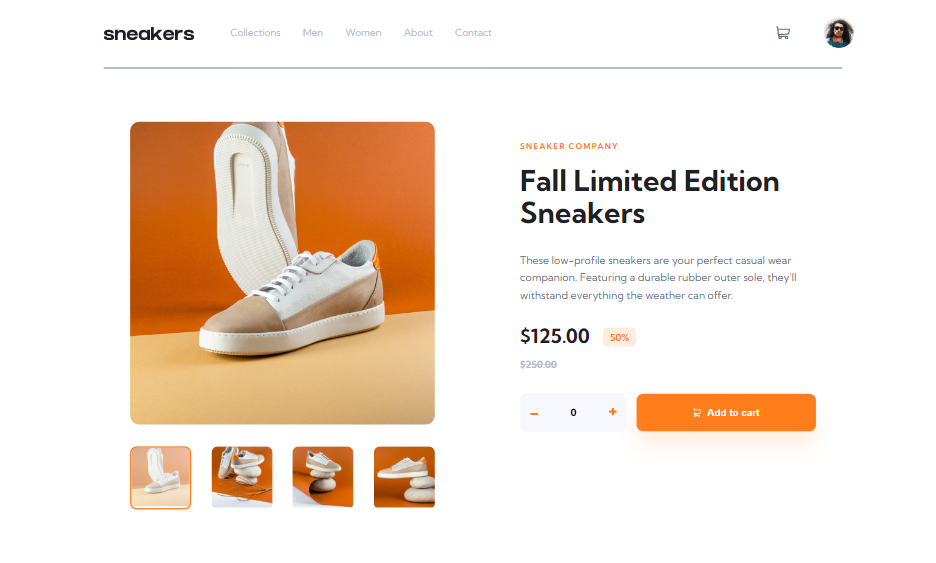 sneakers Collections Men Women About Contact
SNEAKER COMPANY
Fall Limited Edition
Sneakers
These low-profile sneakers are your perfect casual wear
companion. Featuring a durable rubber outer sole, they'll
withstand everything the weather can offer.
$125.00 50%
$250.00
– 0 + Add to cart